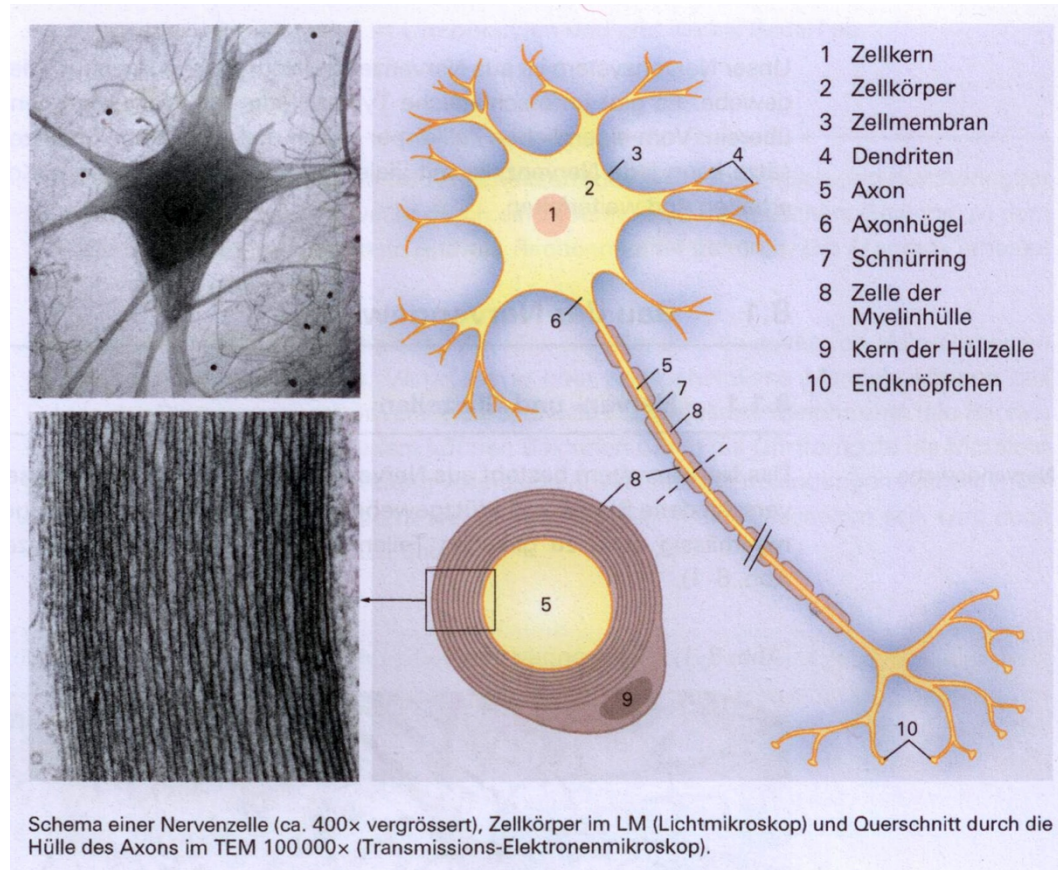 1 Zellkern
2 Zellkörper
3 Zellmembran
4 Dendriten
5 Axon
6 Axonhügel
7 Schnürring
8 Zelle der
Myelinhülle
9 Kern der Hüllzelle
10 Endknöpfchen
3
4
2
1
6
5
7
8
8
5
9
10
Schema einer Nervenzelle (ca. 400× vergrössert), Zellkörper im LM (Lichtmikroskop) und Querschnitt durch die
Hülle des Axons im TEM 100 000× (Transmissions-Elektronenmikroskop).